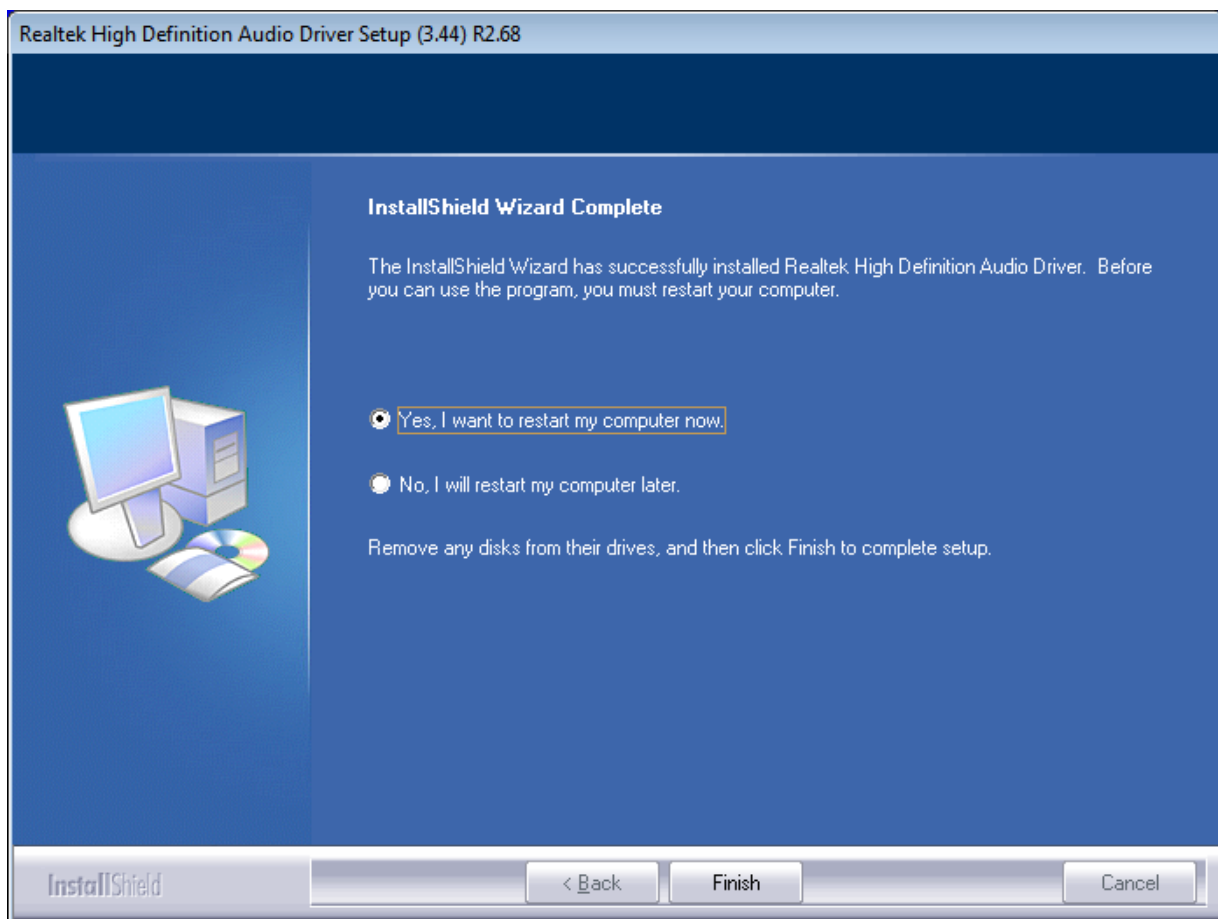 Realtek High Definition Audio Driver Setup (3.44) R2.68
InstallShield Wizard Complete
The InstallShield Wizard has successfully installed Realtek High Definition Audio Driver.  Before
you can use the program, you must restart your computer.
Yes, I want to restart my computer now.
No, I will restart my computer later.
Remove any disks from their drives, and then click Finish to complete setup.
InstallShield
< Back
Finish
Cancel